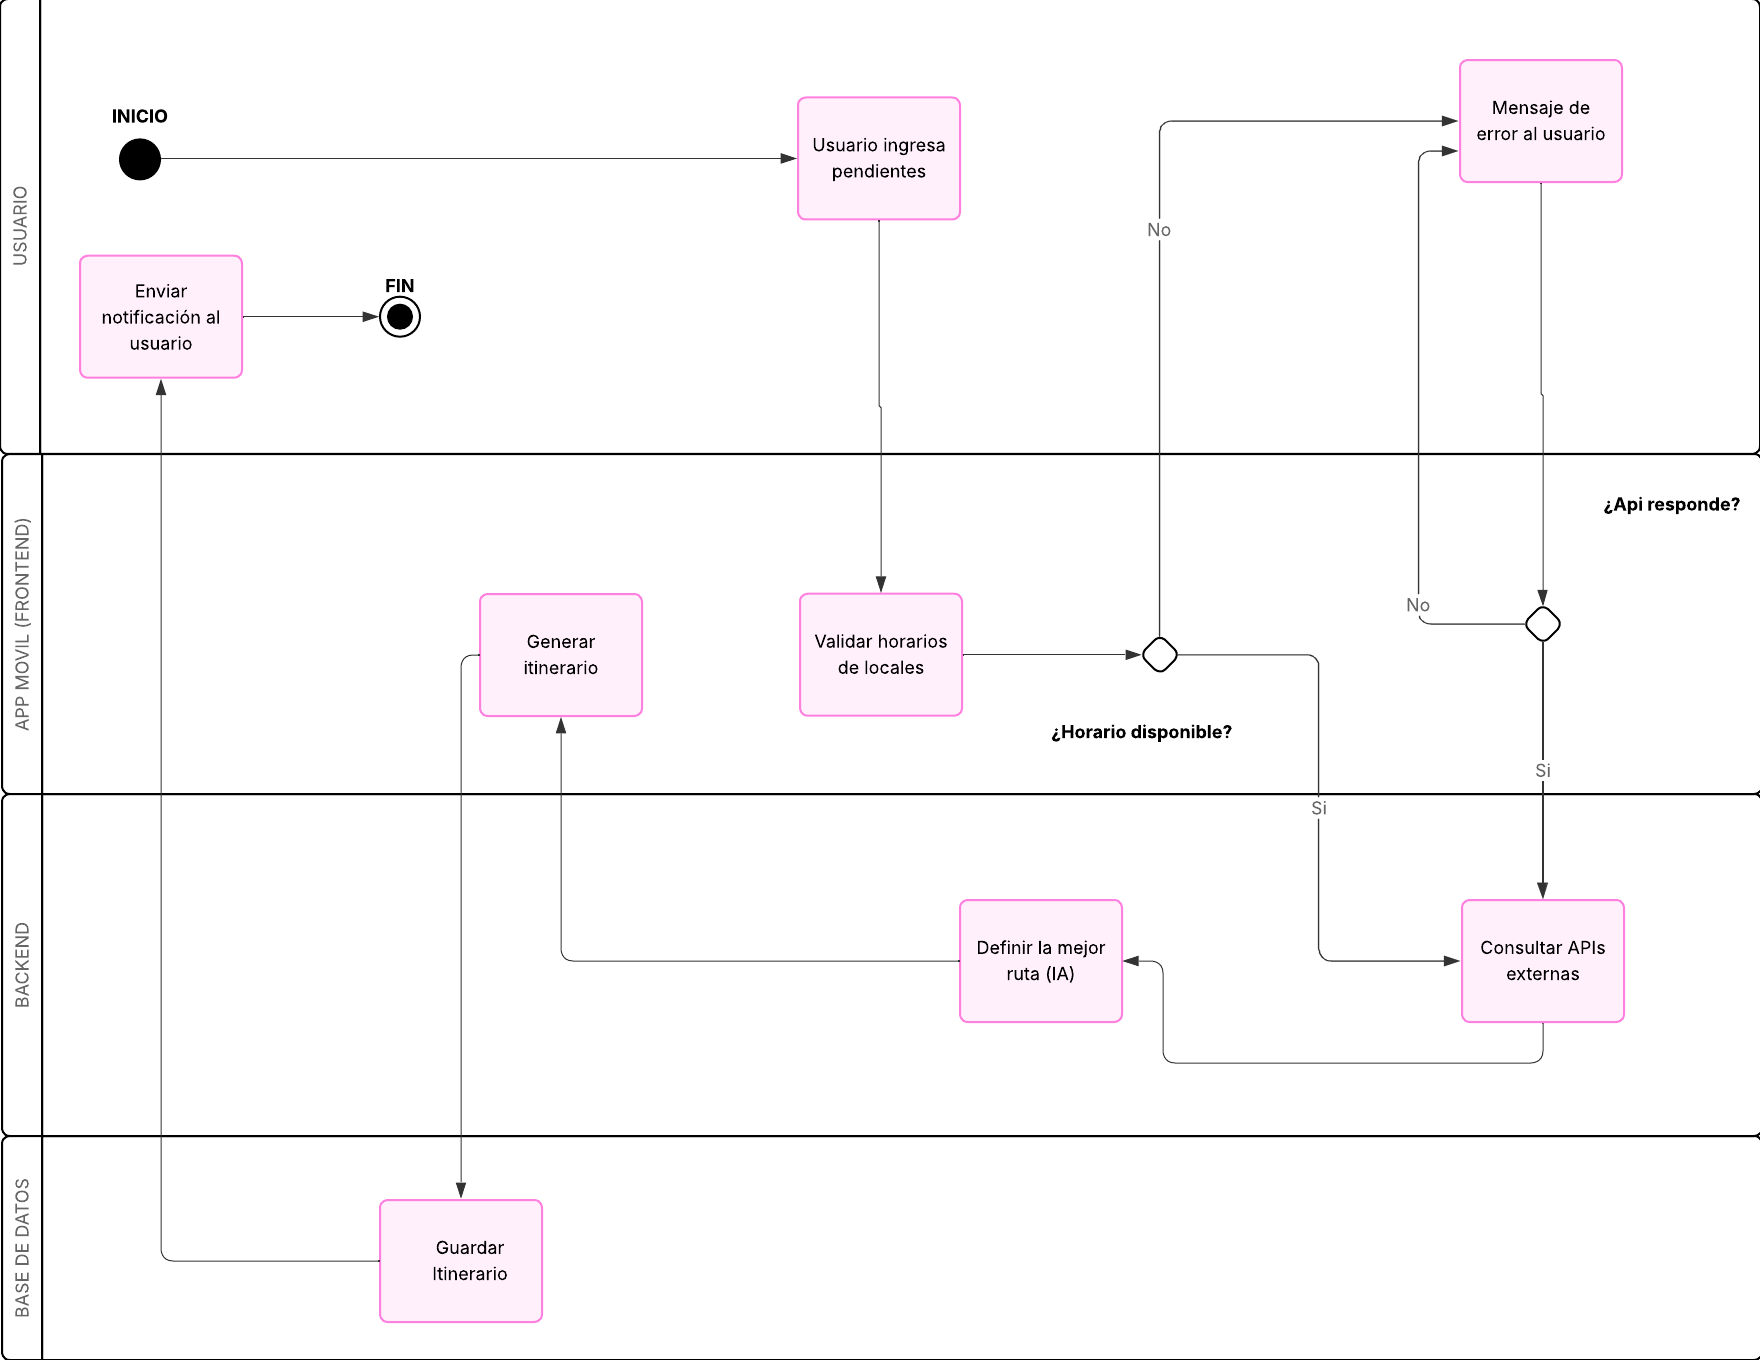 USUARIO
INICIO
Usuario ingresa
pendientes
Mensaje de
error al usuario
No
Enviar
notificación al
usuario
FIN
APP MOVIL (FRONTEND)
¿Api responde?
No
Generar
itinerario
Validar horarios
de locales
¿Horario disponible?
Si
Si
BACKEND
Definir la mejor
ruta (IA)
Consultar APIs
externas
BASE DE DATOS
Guardar
Itinerario